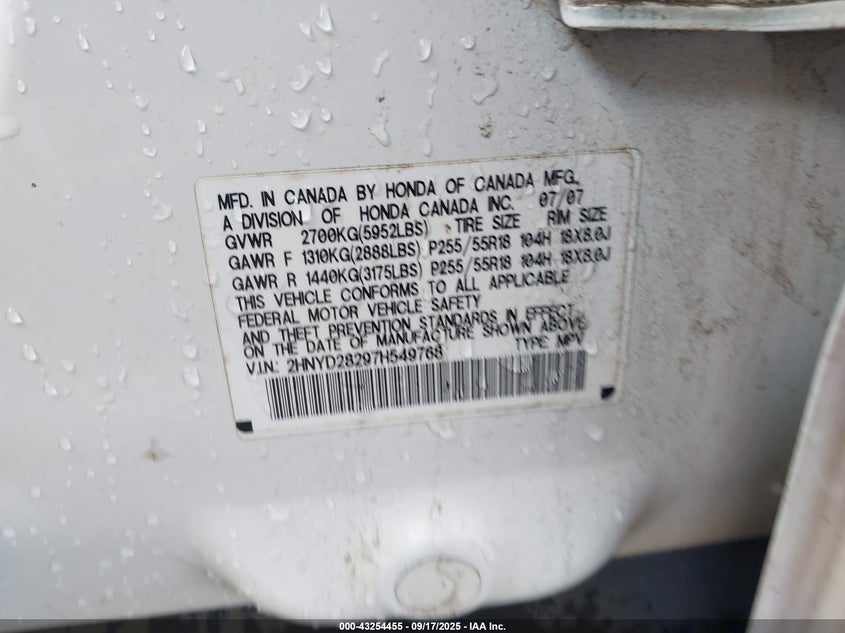 MFD. IN CANADA BY HONDA OF CANADA MFG.,
A DIVISION OF HONDA CANADA INC. 07/07
GVWR 2700KG(5952LBS) TIRE SIZE RIM SIZE
GAWR F 1310KG(2888LBS) P255/55R18 104H 18X8.0J
GAWR R 1440KG(3175LBS) P255/55R18 104H 18X8.0J
THIS VEHICLE CONFORMS TO ALL APPLICABLE
FEDERAL MOTOR VEHICLE SAFETY
AND THEFT PREVENTION STANDARDS IN EFFECT
ON THE DATE OF MANUFACTURE SHOWN ABOVE
V.I.N.: 2HNYD28297H549768 TYPE MPV
000-43254455 - 09/17/2025 - IAA Inc.